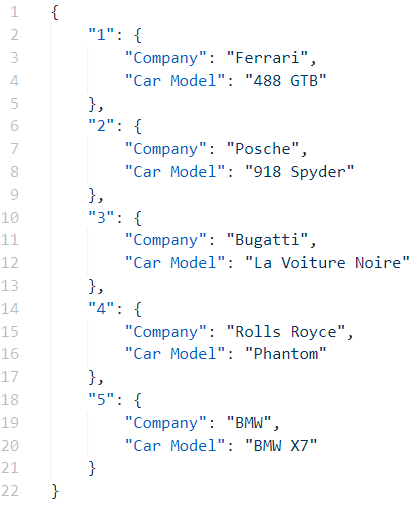 1 {
2     "1": {
3         "Company": "Ferrari",
4         "Car Model": "488 GTB"
5     },
6     "2": {
7         "Company": "Posche",
8         "Car Model": "918 Spyder"
9     },
10     "3": {
11         "Company": "Bugatti",
12         "Car Model": "La Voiture Noire"
13     },
14     "4": {
15         "Company": "Rolls Royce",
16         "Car Model": "Phantom"
17     },
18     "5": {
19         "Company": "BMW",
20         "Car Model": "BMW X7"
21     }
22 }